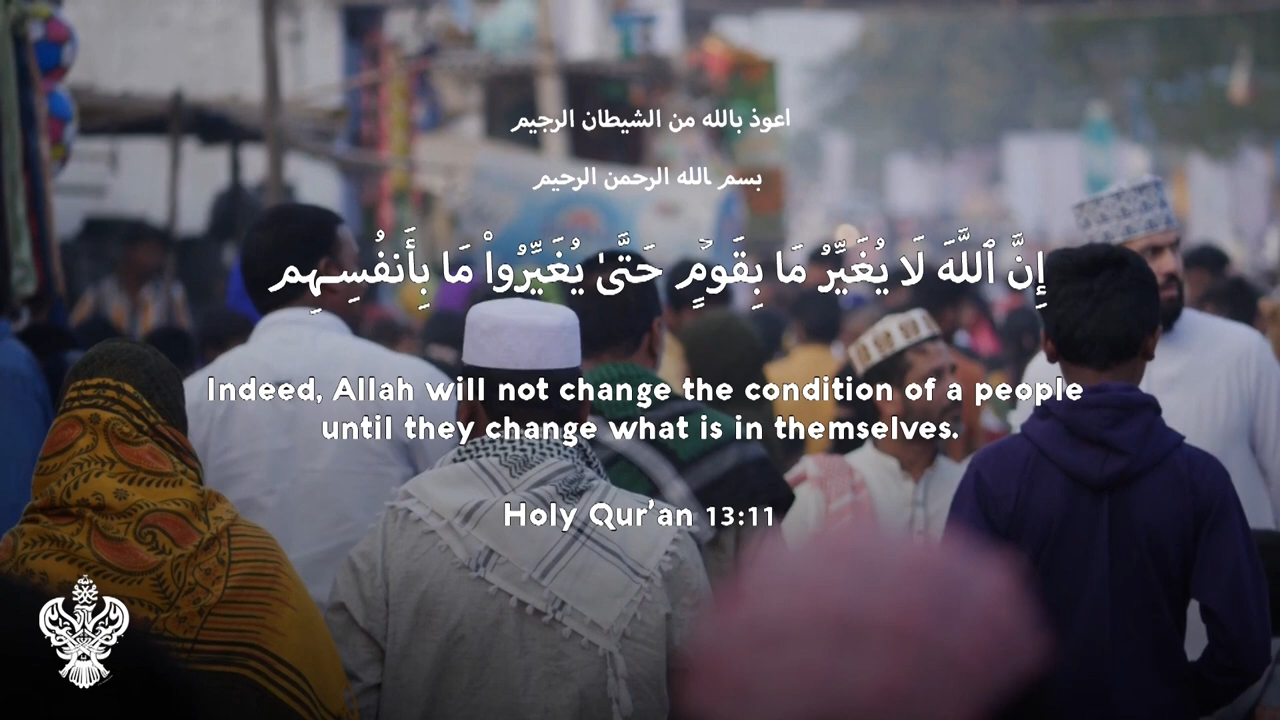 اعوذ بالله من الشيطان الرجيم
بسم الله الرحمن الرحيم
إِنَّ ٱللَّهَ لَا يُغَيِّرُ مَا بِقَوۡمٍ حَتَّىٰ يُغَيِّرُواْ مَا بِأَنفُسِهِم
Indeed, Allah will not change the condition of a people
until they change what is in themselves.
Holy Qur'an 13:11